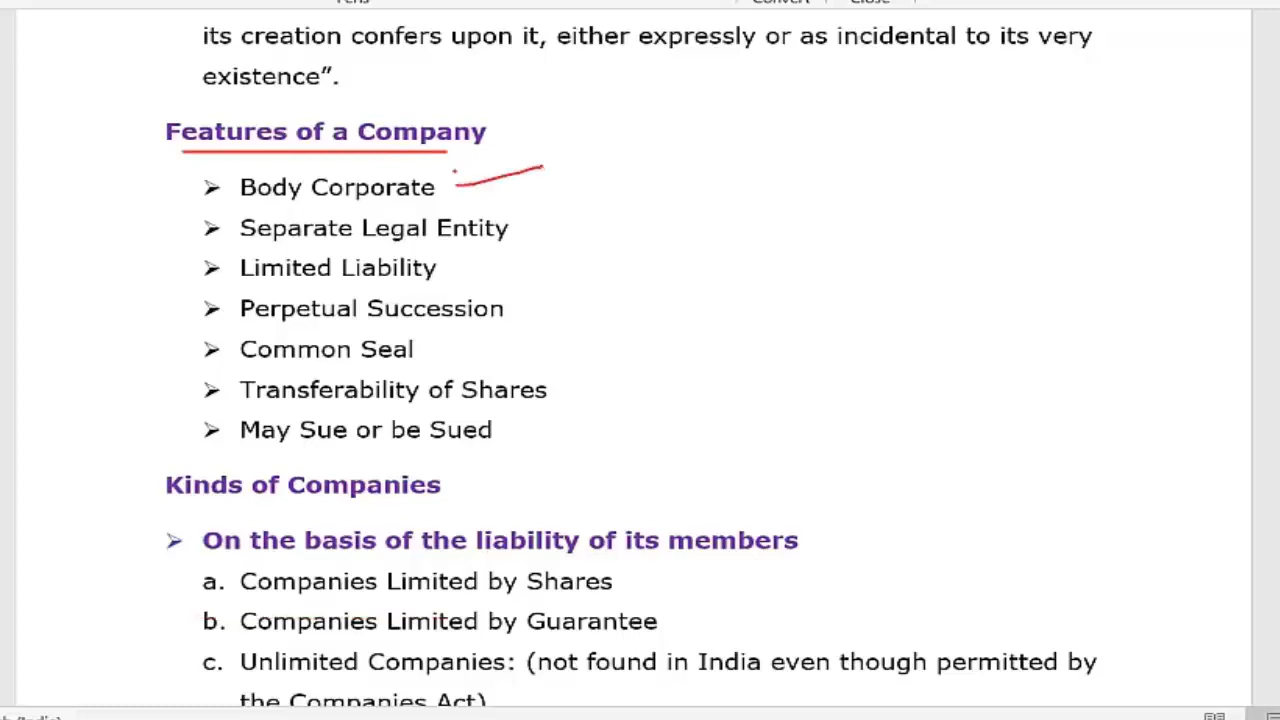 its creation confers upon it, either expressly or as incidental to its very
existence”.
Features of a Company
➢ Body Corporate
➢ Separate Legal Entity
➢ Limited Liability
➢ Perpetual Succession
➢ Common Seal
➢ Transferability of Shares
➢ May Sue or be Sued
Kinds of Companies
➢ On the basis of the liability of its members
a. Companies Limited by Shares
b. Companies Limited by Guarantee
c. Unlimited Companies: (not found in India even though permitted by
the Companies Act)